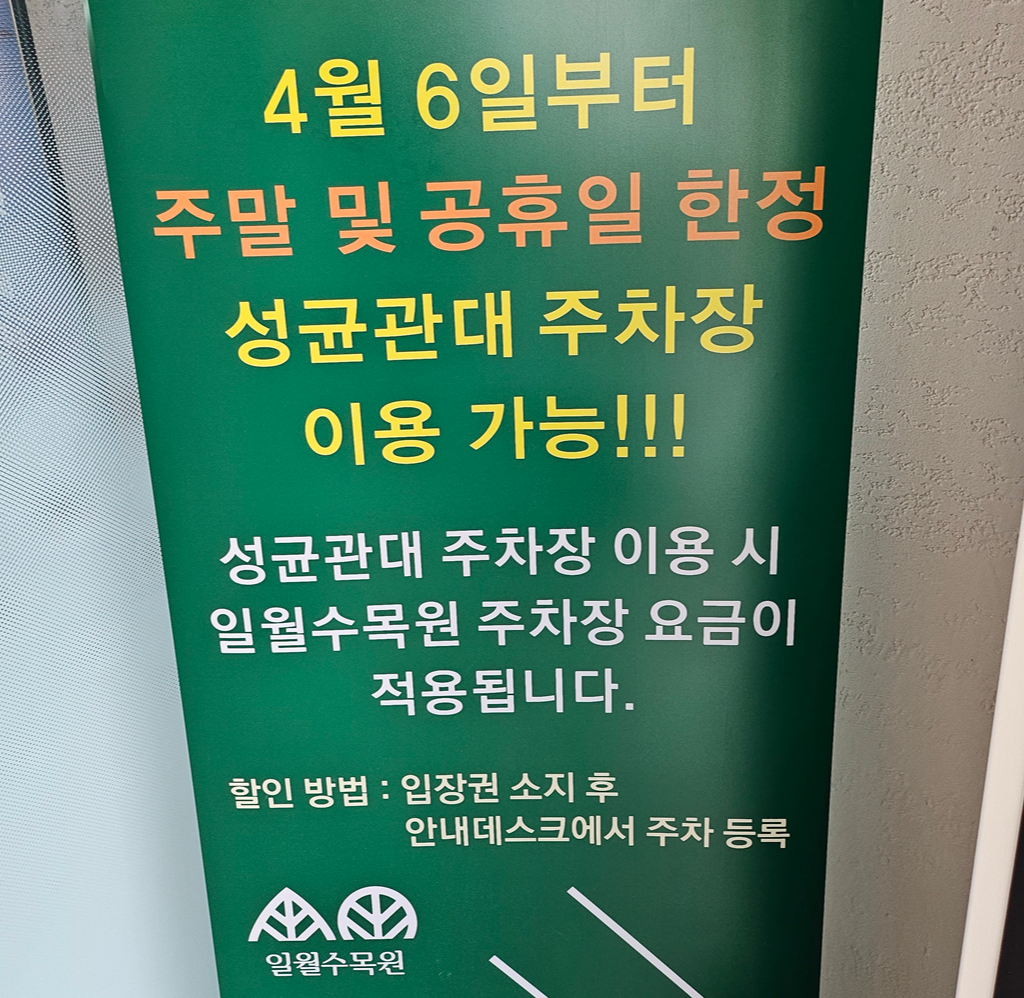 4월 6일부터
주말 및 공휴일 한정
성균관대 주차장
이용 가능!!!
성균관대 주차장 이용 시
일월수목원 주차장 요금이
적용됩니다.
할인 방법 : 입장권 소지 후
안내데스크에서 주차 등록
일월수목원